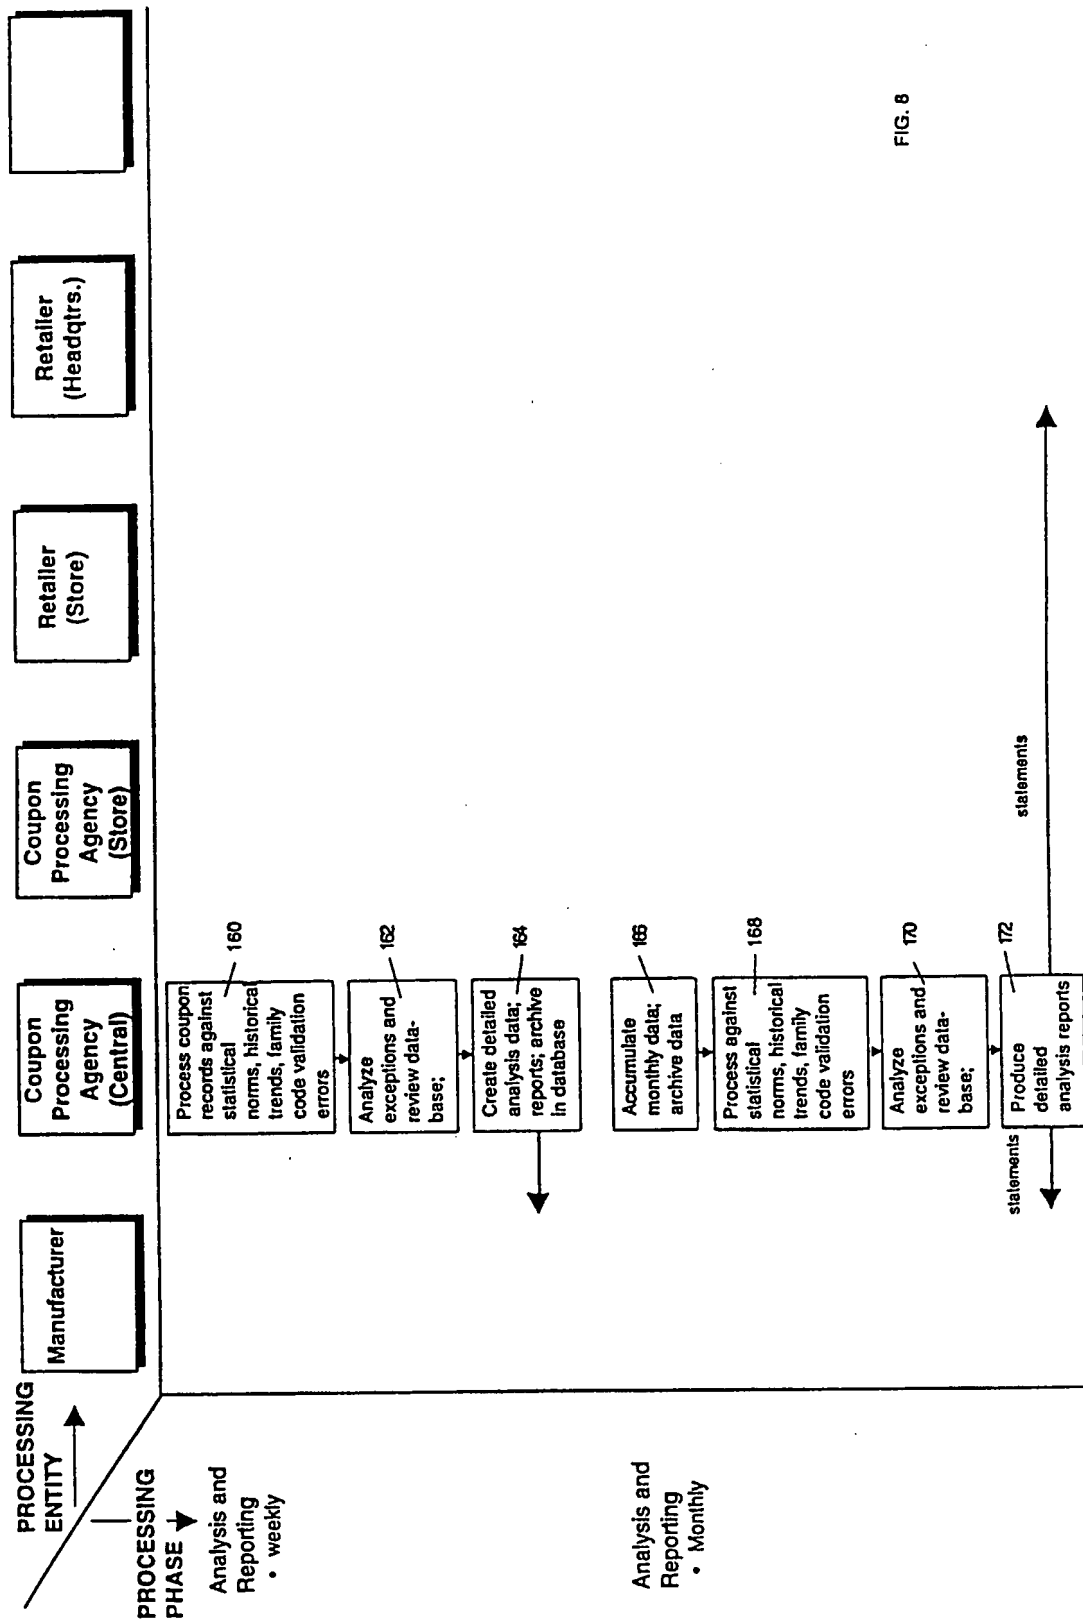 PROCESSING
ENTITY
PROCESSING
PHASE
Manufacturer
Coupon
Processing
Agency
(Central)
Coupon
Processing
Agency
(Store)
Retailer
(Store)
Retailer
(Headqtrs.)
Analysis and
Reporting
• weekly
Process coupon
records against
statistical
norms, historical
trends, family
code validation
errors
160
Analyze
exceptions and
review data-
base;
162
Create detailed
analysis data;
reports; archive
in database
164
Analysis and
Reporting
• Monthly
Accumulate
monthly data;
archive data
166
Process against
statistical
norms, historical
trends, family
code validation
errors
168
Analyze
exceptions and
review data-
base;
170
statements
Produce
detailed
analysis reports
172
statements
FIG. 8